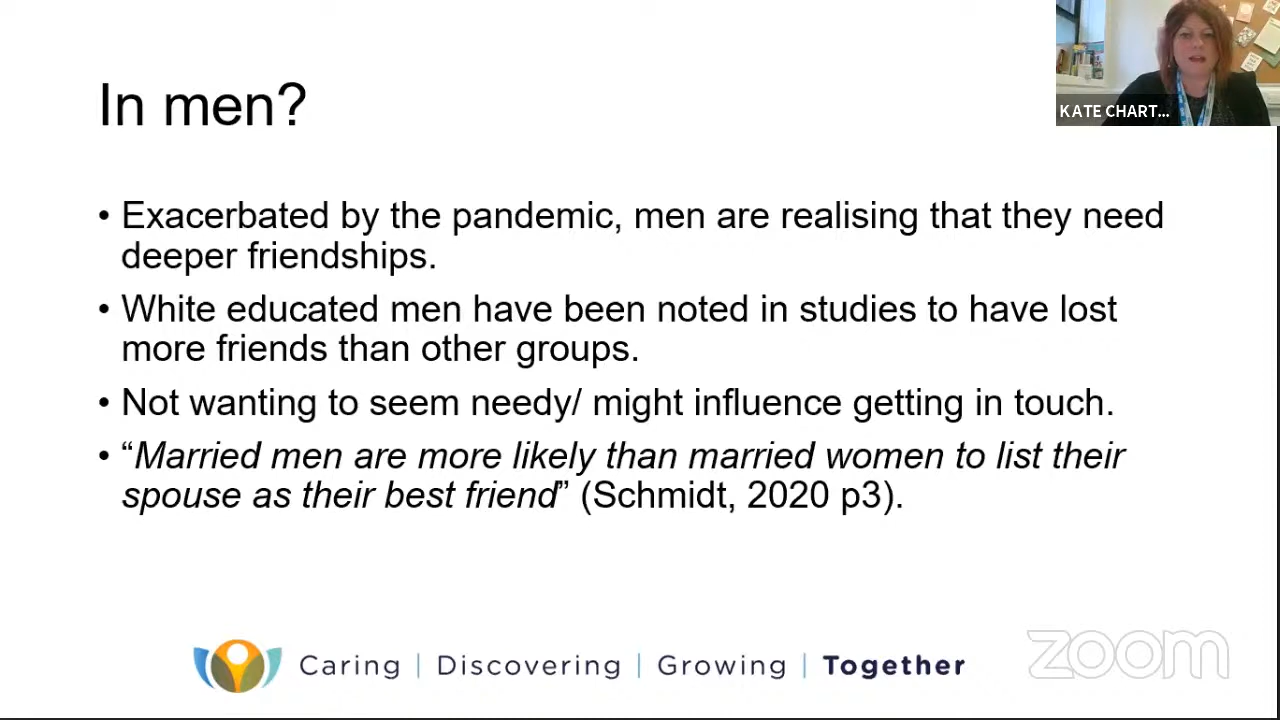 In men?
KATE CHART...
• Exacerbated by the pandemic, men are realising that they need
deeper friendships.
• White educated men have been noted in studies to have lost
more friends than other groups.
• Not wanting to seem needy/ might influence getting in touch.
• “Married men are more likely than married women to list their
spouse as their best friend” (Schmidt, 2020 p3).
Caring | Discovering | Growing | Together
zoom